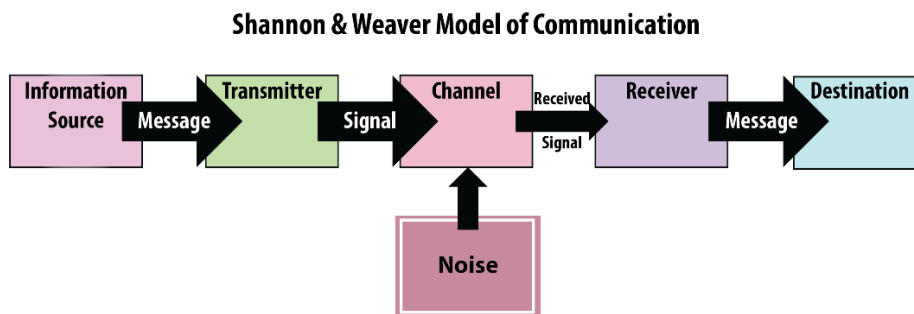 Shannon & Weaver Model of Communication
Information
Source
Message
Transmitter
Signal
Channel
Received
Signal
Receiver
Message
Destination
Noise